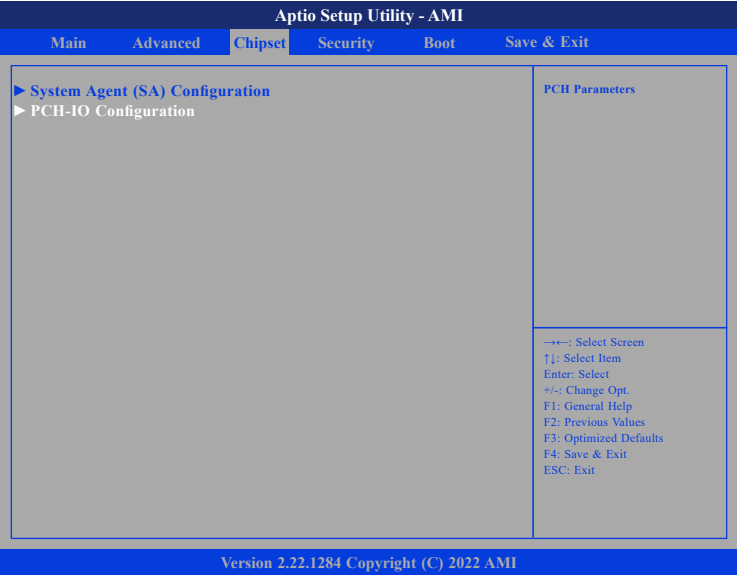 Aptio Setup Utility - AMI
Main Advanced Chipset Security Boot Save & Exit
► System Agent (SA) Configuration
► PCH-IO Configuration
PCH Parameters
→←: Select Screen
↑↓: Select Item
Enter: Select
+/-: Change Opt.
F1: General Help
F2: Previous Values
F3: Optimized Defaults
F4: Save & Exit
ESC: Exit
Version 2.22.1284 Copyright (C) 2022 AMI